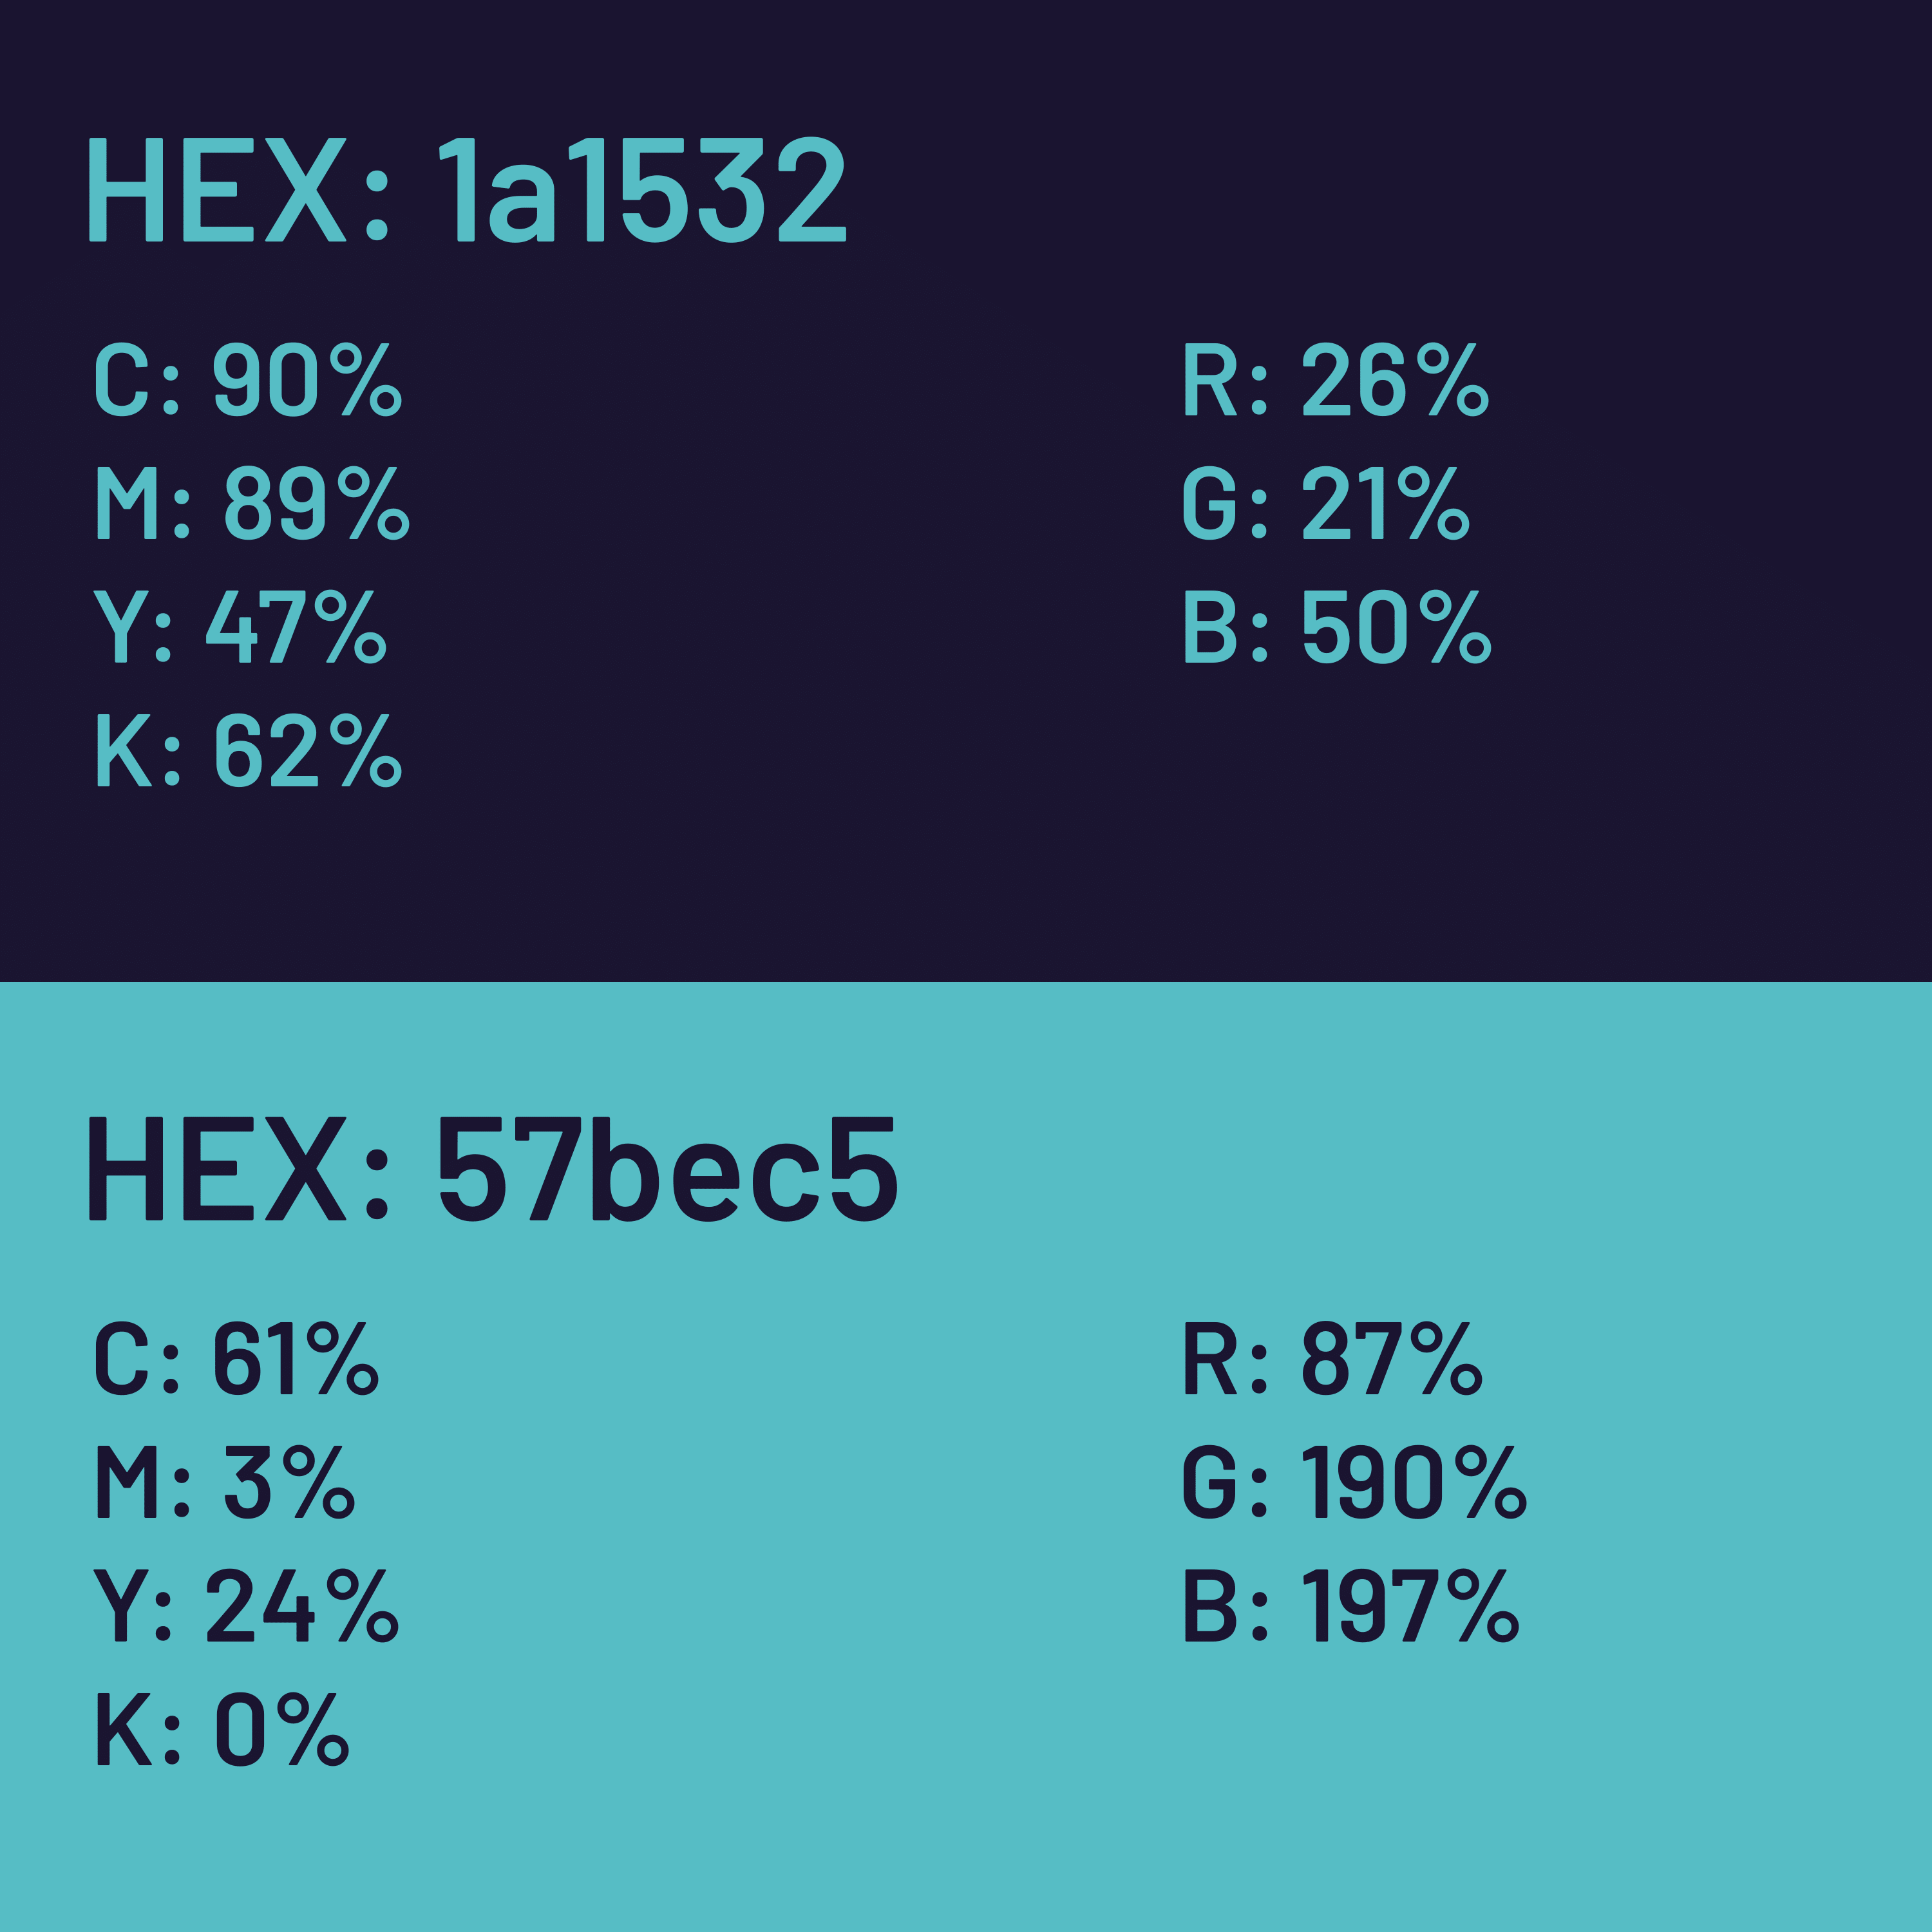 HEX: 1a1532
C: 90%
M: 89%
Y: 47%
K: 62%
R: 26%
G: 21%
B: 50%
HEX: 57bec5
C: 61%
M: 3%
Y: 24%
K: 0%
R: 87%
G: 190%
B: 197%